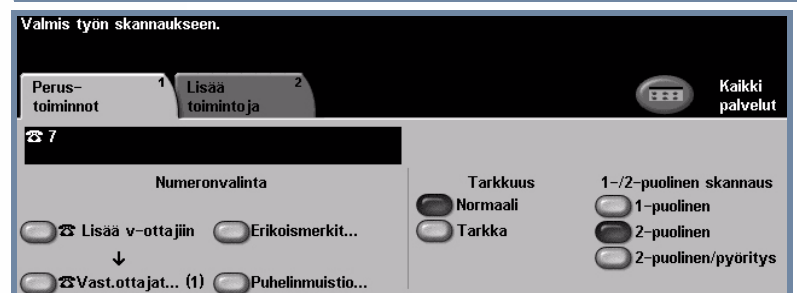 Valmis työn skannaukseen.
Perus-
toiminnot
1
Lisää
toimintoja
2
Kaikki
palvelut
☎ 7
Numeronvalinta
☎ Lisää v-ottajiin
Erikoismerkit...
↓
☎Vast.ottajat... (1)
Puhelinmuistio...
Tarkkuus
Normaali
Tarkka
1-/2-puolinen skannaus
1-puolinen
2-puolinen
2-puolinen/pyöritys